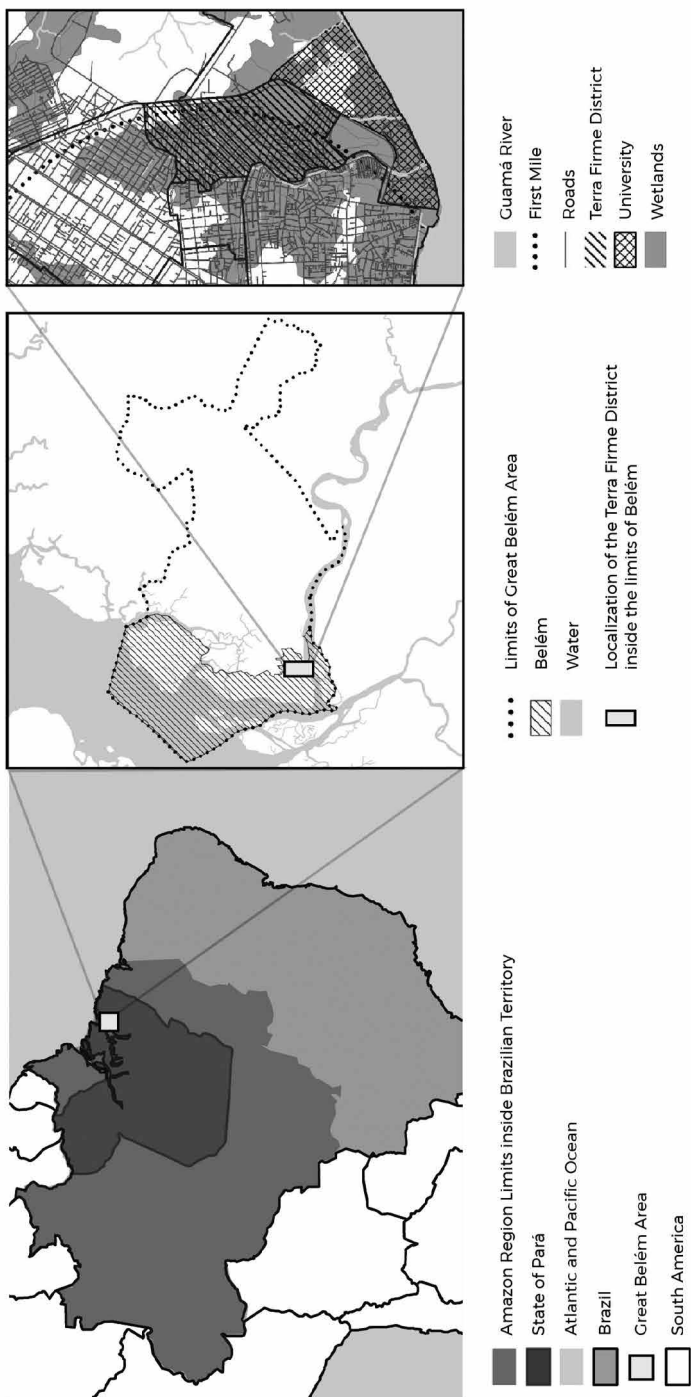 Amazon Region Limits inside Brazilian Territory
State of Pará
Atlantic and Pacific Ocean
Brazil
Great Belém Area
South America
Limits of Great Belém Area
Belém
Water
Localization of the Terra Firme District
inside the limits of Belém
Guamá River
First Mile
Roads
Terra Firme District
University
Wetlands